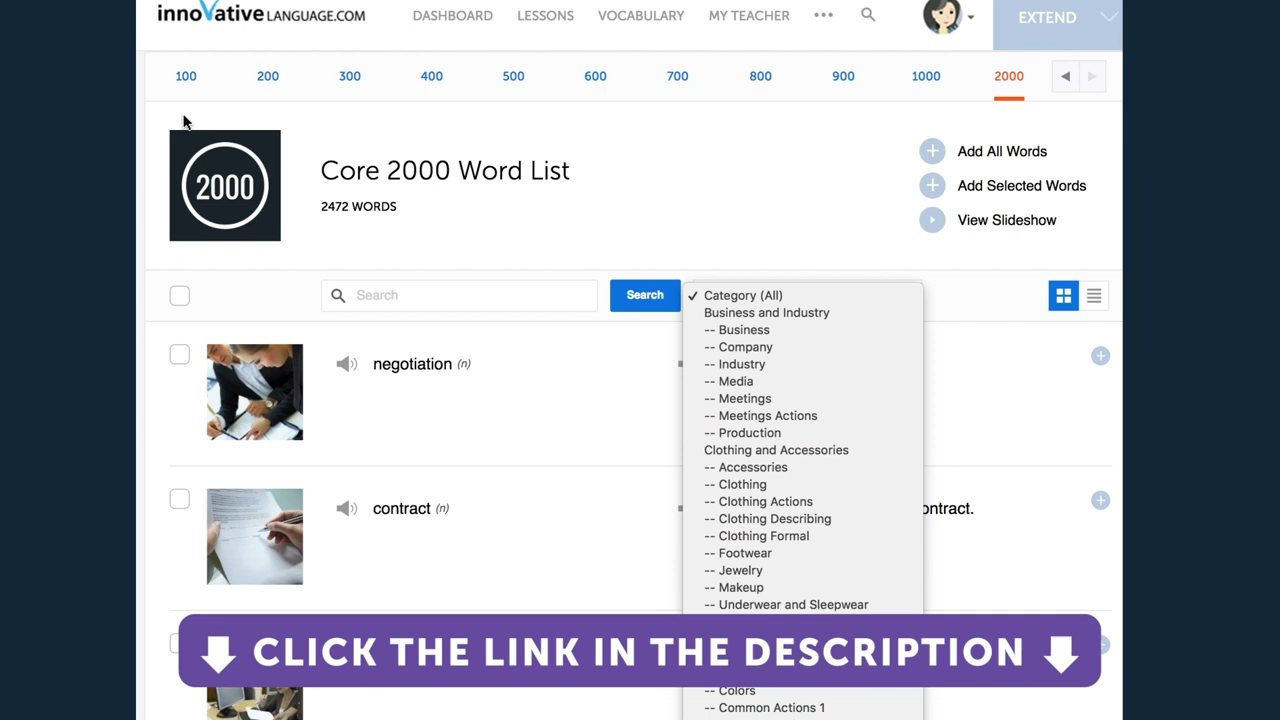 innoVative LANGUAGE.COM
DASHBOARD LESSONS VOCABULARY MY TEACHER EXTEND
100 200 300 400 500 600 700 800 900 1000 2000
2000
Core 2000 Word List
2472 WORDS
Add All Words
Add Selected Words
View Slideshow
Search
Search
✓ Category (All)
Business and Industry
-- Business
-- Company
-- Industry
-- Media
-- Meetings
-- Meetings Actions
-- Production
Clothing and Accessories
-- Accessories
-- Clothing
-- Clothing Actions
-- Clothing Describing
-- Clothing Formal
-- Footwear
-- Jewelry
-- Makeup
-- Underwear and Sleepwear
-- Colors
-- Common Actions 1
negotiation (n)
contract (n)
ontract.
CLICK THE LINK IN THE DESCRIPTION